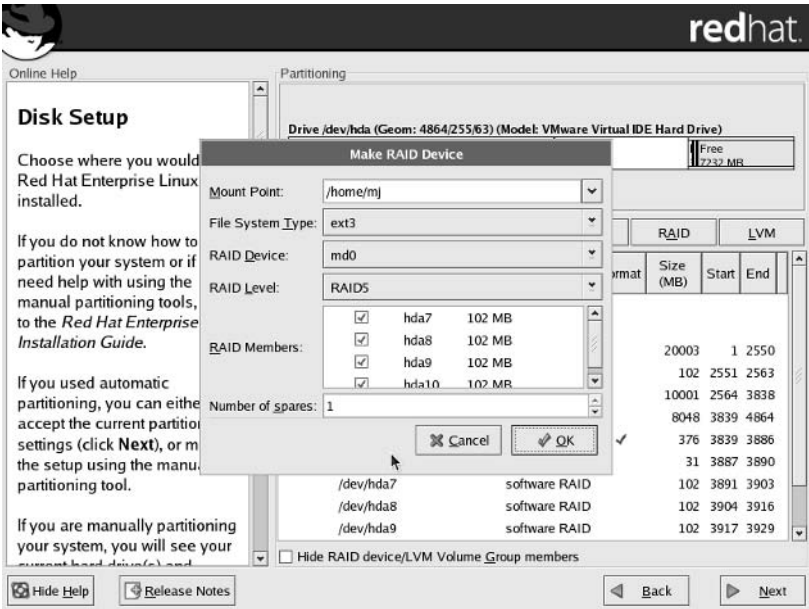 redhat.
Online Help
Disk Setup
Choose where you would
Red Hat Enterprise Linux
installed.
If you do not know how to
partition your system or if
need help with using the
manual partitioning tools,
to the Red Hat Enterprise
Installation Guide.
If you used automatic
partitioning, you can eithe
accept the current partitio
settings (click Next), or m
the setup using the manu
partitioning tool.
If you are manually partitioning
your system, you will see your
current hard drive(s) and
Partitioning
Drive /dev/hda (Geom: 4864/255/63) (Model: VMware Virtual IDE Hard Drive)
Free
7232 MB
Make RAID Device
Mount Point: /home/mj
File System Type: ext3
RAID Device: md0
RAID Level: RAID5
RAID Members:
hda7 102 MB
hda8 102 MB
hda9 102 MB
hda10 102 MB
Number of spares: 1
Cancel OK
RAID LVM
rmat Size (MB) Start End
20003 1 2550
102 2551 2563
10001 2564 3838
8048 3839 4864
376 3839 3886
31 3887 3890
/dev/hda7 software RAID 102 3891 3903
/dev/hda8 software RAID 102 3904 3916
/dev/hda9 software RAID 102 3917 3929
Hide RAID device/LVM Volume Group members
Hide Help Release Notes Back Next